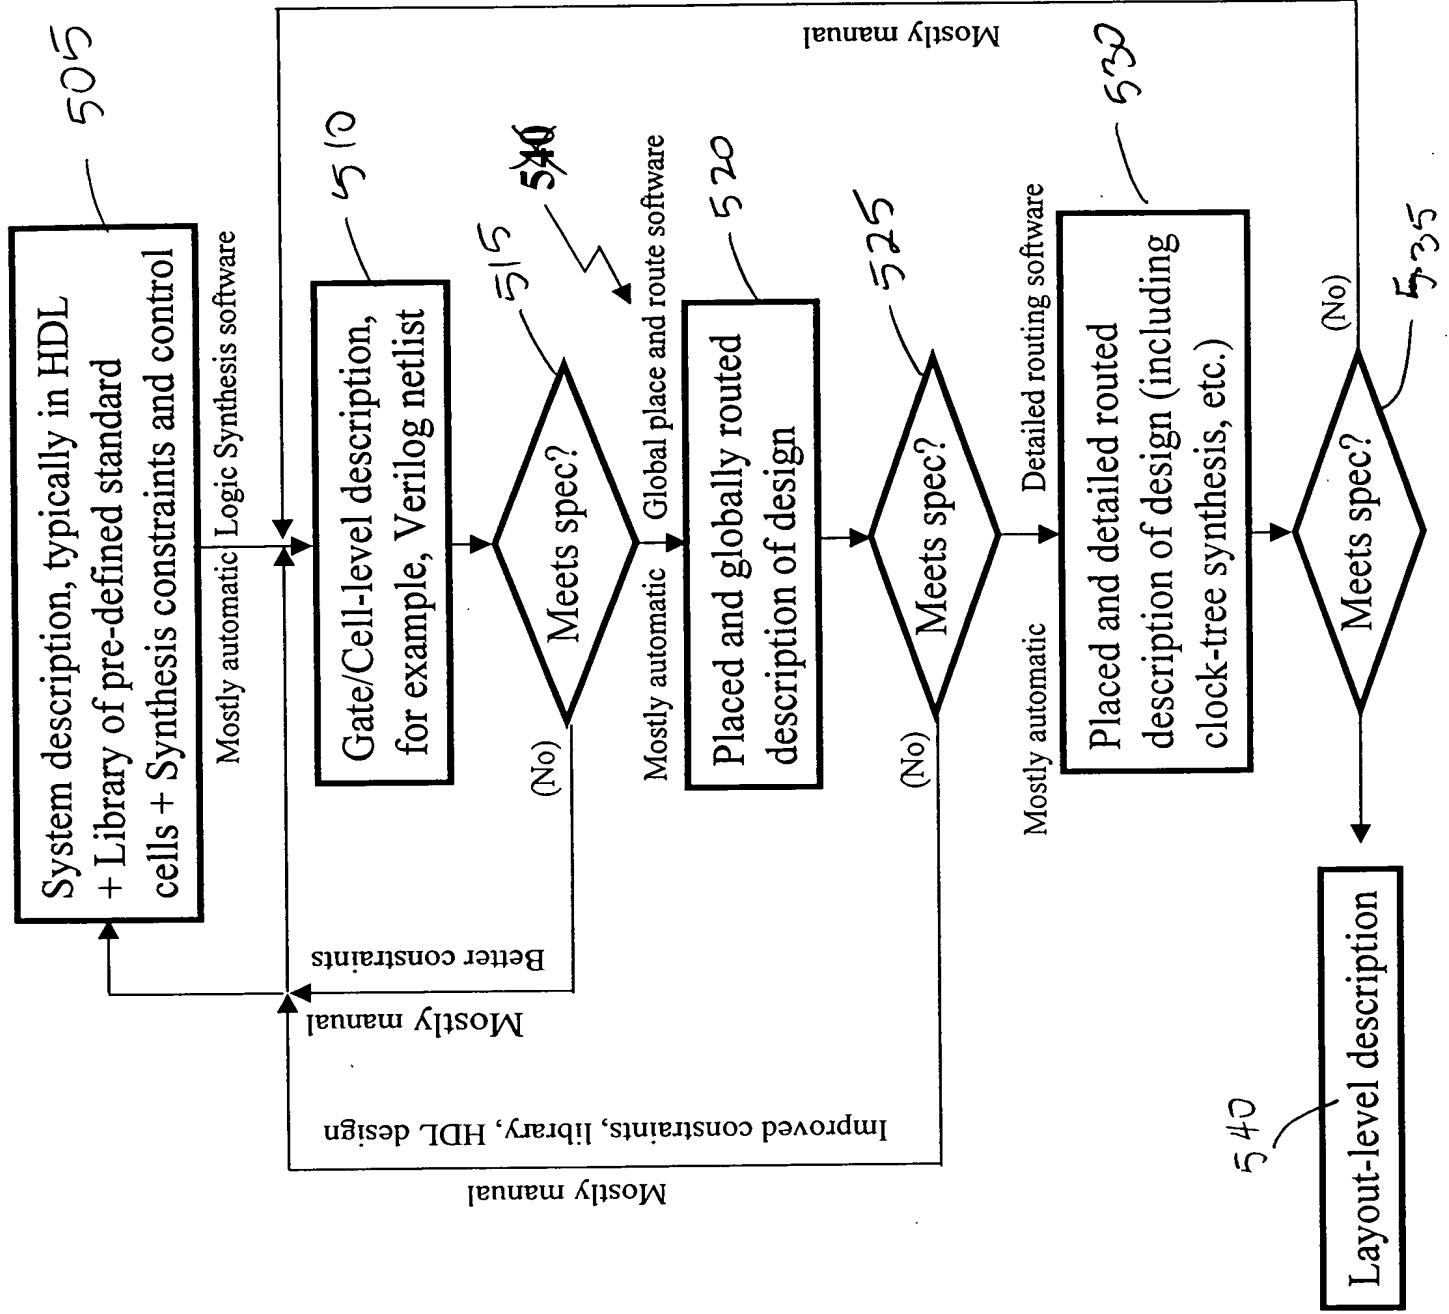 505
System description, typically in HDL
+ Library of pre-defined standard
cells + Synthesis constraints and control
Mostly automatic Logic Synthesis software
510
Gate/Cell-level description,
for example, Verilog netlist
515
Meets spec?
(No)
Better constraints
Mostly manual
540
Mostly automatic
Global place and route software
520
Placed and globally routed
description of design
525
Meets spec?
(No)
Improved constraints, library, HDL design
Mostly manual
Mostly automatic
Detailed routing software
530
Placed and detailed routed
description of design (including
clock-tree synthesis, etc.)
535
Meets spec?
(No)
Mostly manual
540
Layout-level description